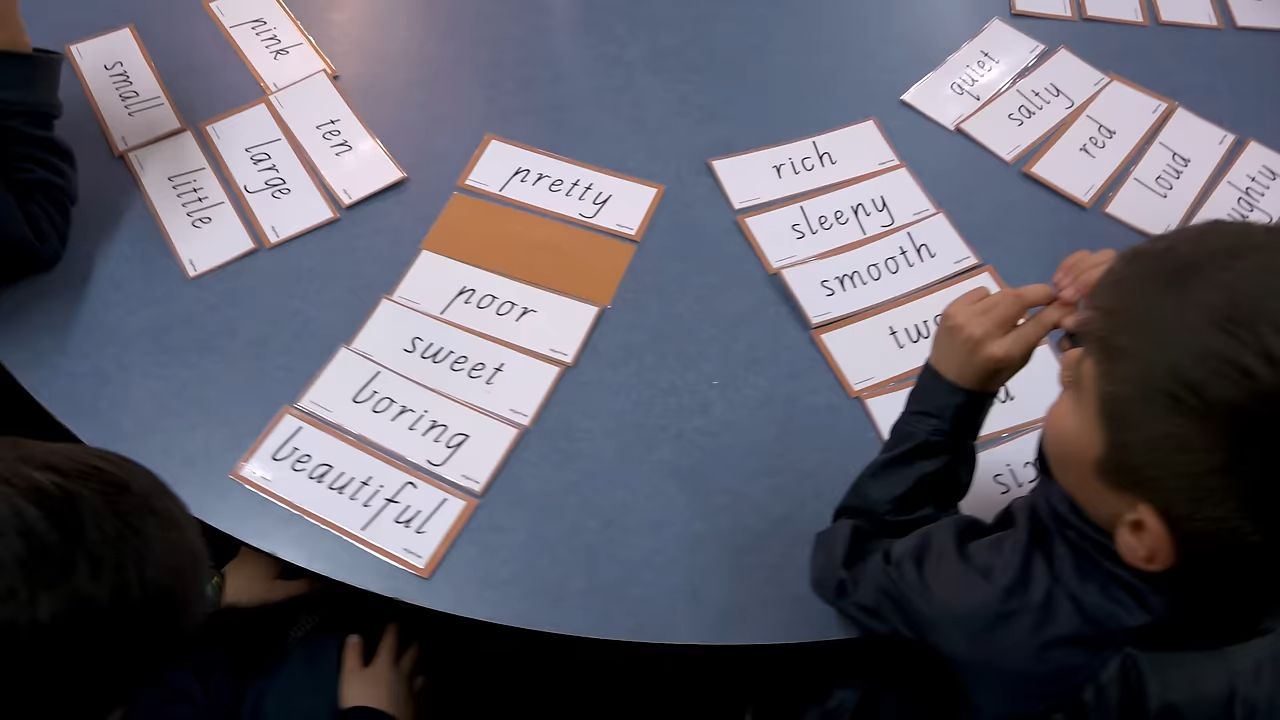 small
little
pink
large
ten
pretty
poor
sweet
boring
beautiful
rich
sleepy
smooth
quiet
salty
red
loud